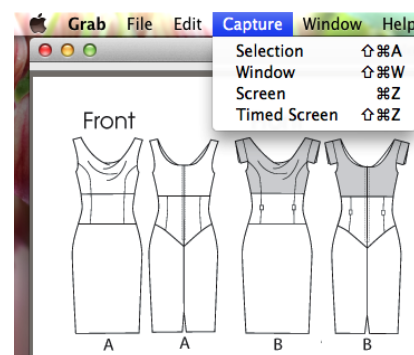 Grab File Edit Capture Window Help
Selection ⇧⌘A
Window ⇧⌘W
Screen ⌘Z
Timed Screen ⇧⌘Z
Front
A A B B